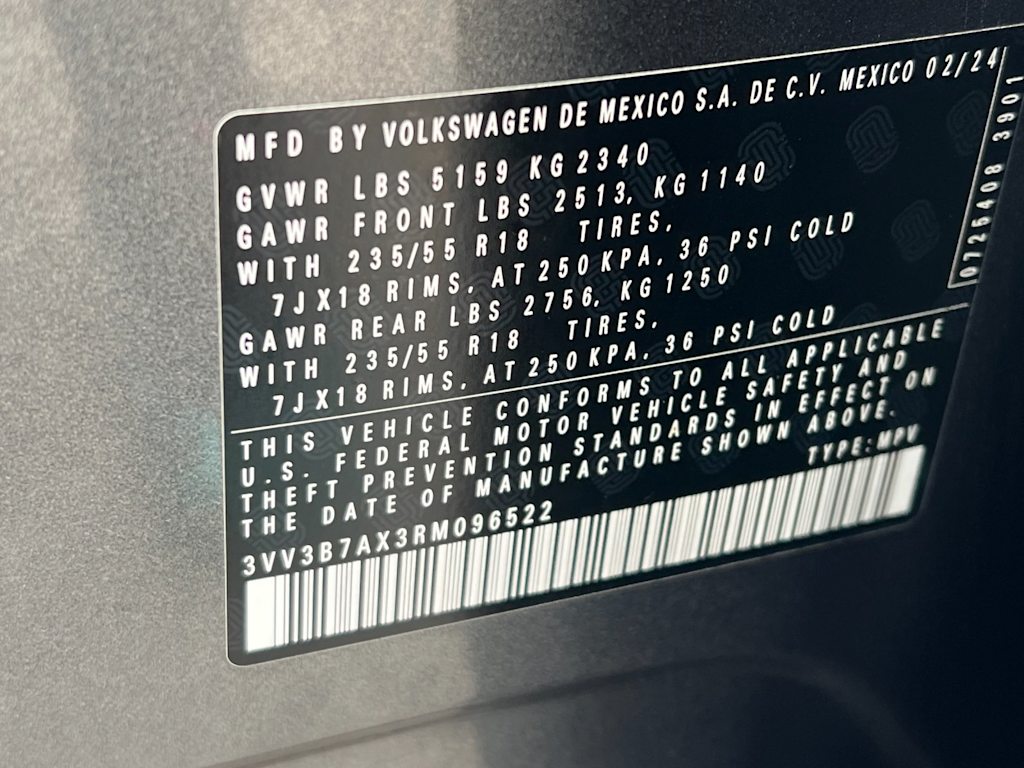 MFD BY VOLKSWAGEN DE MEXICO S.A. DE C.V. MEXICO 02/24
GVWR LBS 5159 KG 2340
GAWR FRONT LBS 2513, KG 1140
WITH 235/55 R18 TIRES,
7JX18 RIMS, AT 250 KPA, 36 PSI COLD
GAWR REAR LBS 2756, KG 1250
WITH 235/55 R18 TIRES,
7JX18 RIMS, AT 250 KPA, 36 PSI COLD
0725408 3901
THIS VEHICLE CONFORMS TO ALL APPLICABLE
U.S. FEDERAL MOTOR VEHICLE SAFETY AND
THEFT PREVENTION STANDARDS IN EFFECT ON
THE DATE OF MANUFACTURE SHOWN ABOVE.
TYPE: MPV
3VV3B7AX3RM096522